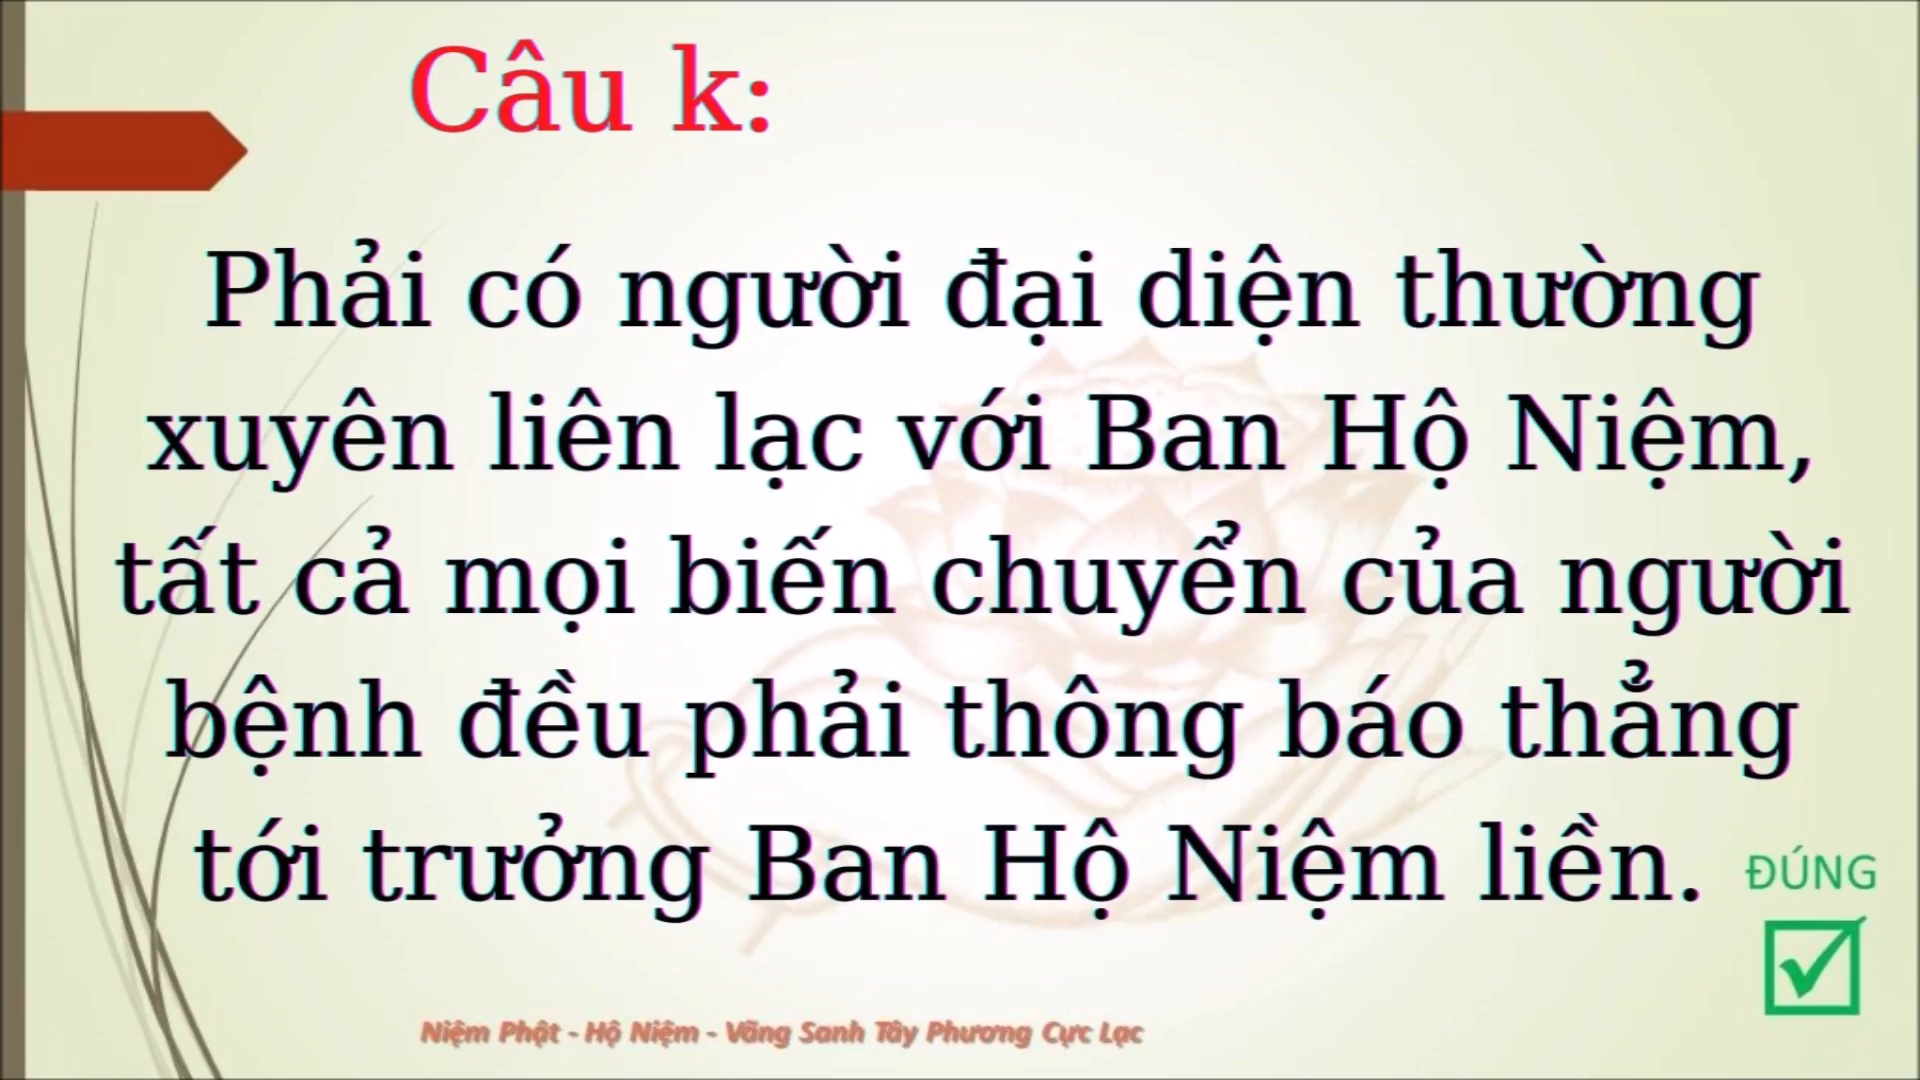 Câu k:
Phải có người đại diện thường
xuyên liên lạc với Ban Hộ Niệm,
tất cả mọi biến chuyển của người
bệnh đều phải thông báo thẳng
tới trưởng Ban Hộ Niệm liền.
ĐÚNG
Niệm Phật - Hộ Niệm - Vãng Sanh Tây Phương Cực Lạc